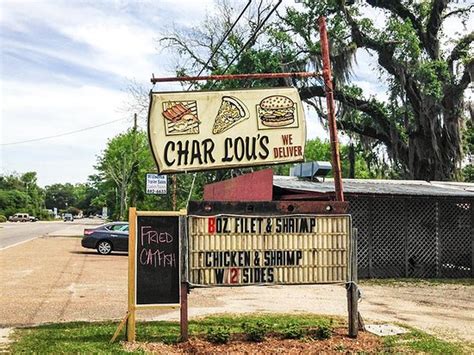 CHAR LOU'S
WE
DELIVER
8OZ. FILET & SHRIMP
CHICKEN & SHRIMP
W/2 SIDES
FRIED
CATFISH